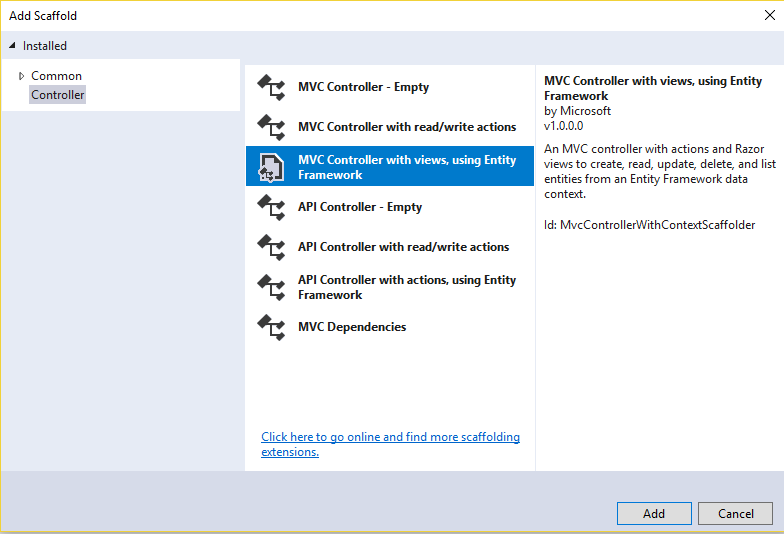 Add Scaffold
Installed
Common
Controller
MVC Controller - Empty
MVC Controller with read/write actions
MVC Controller with views, using Entity
Framework
API Controller - Empty
API Controller with read/write actions
API Controller with actions, using Entity
Framework
MVC Dependencies
Click here to go online and find more scaffolding
extensions.
MVC Controller with views, using Entity
Framework
by Microsoft
v1.0.0.0
An MVC controller with actions and Razor
views to create, read, update, delete, and list
entities from an Entity Framework data
context.
Id: MvcControllerWithContextScaffolder
Add
Cancel